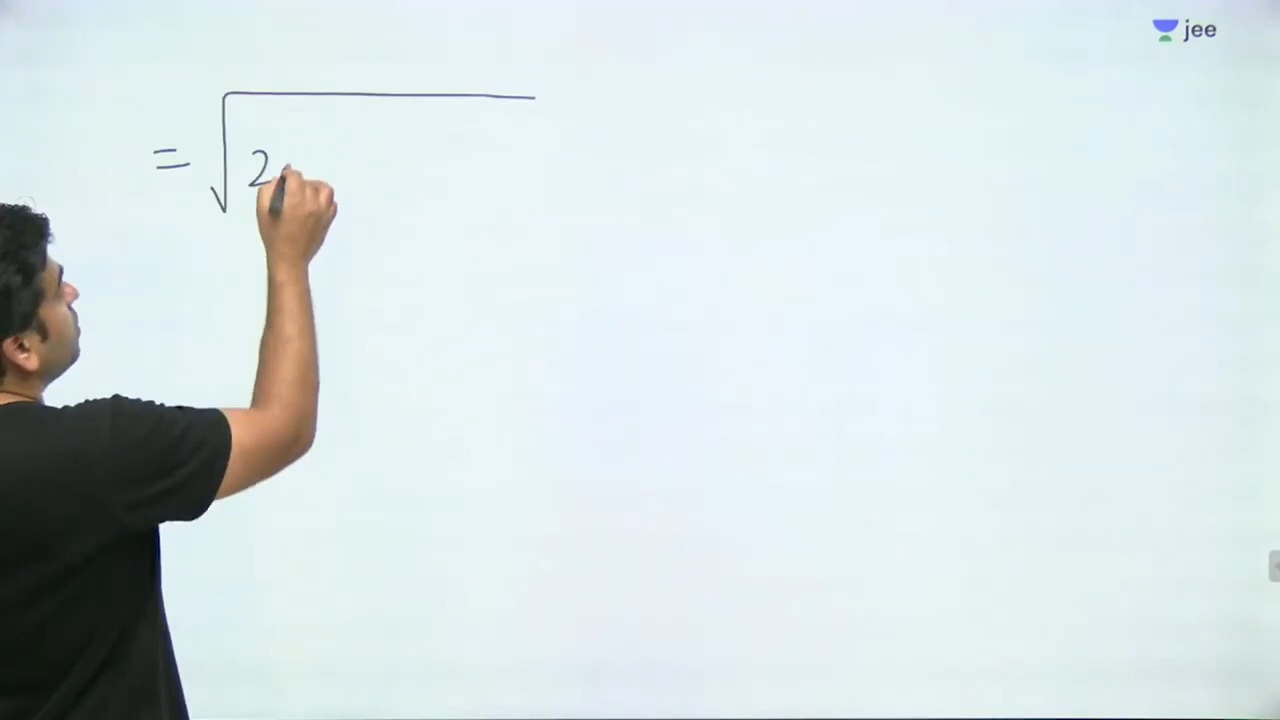 jee
= √2